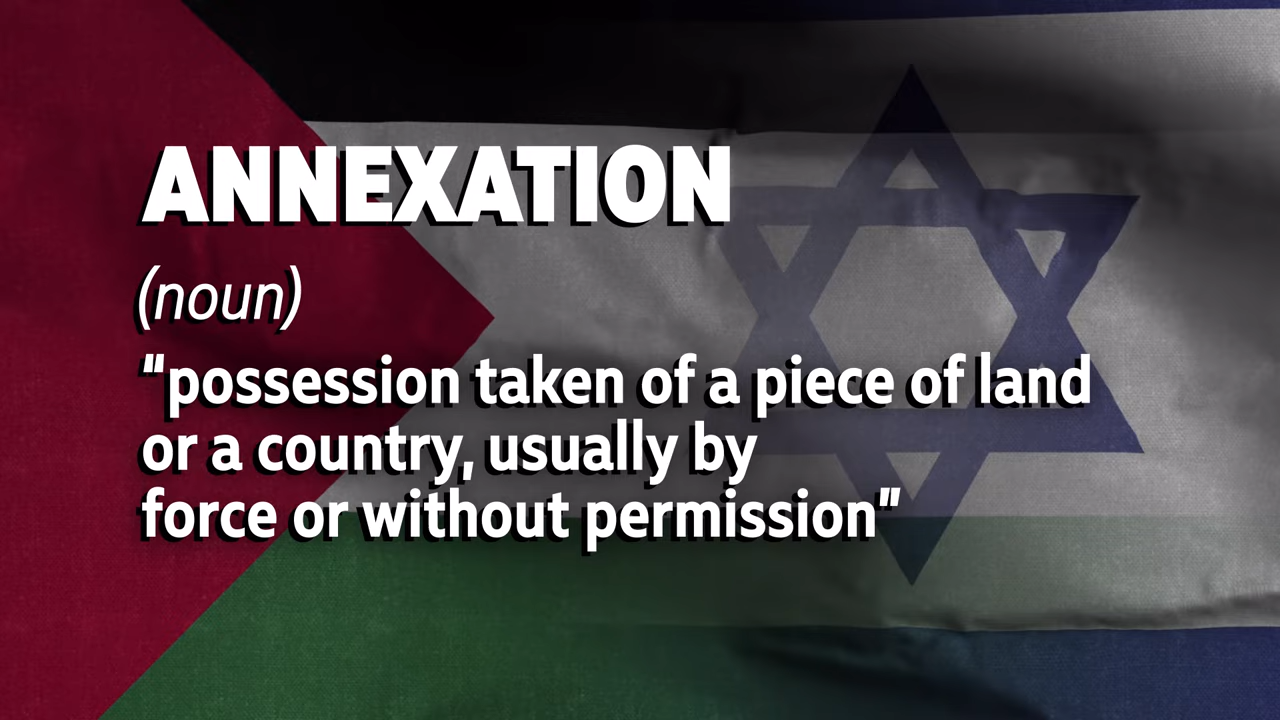 ANNEXATION
(noun)
"possession taken of a piece of land
or a country, usually by
force or without permission"